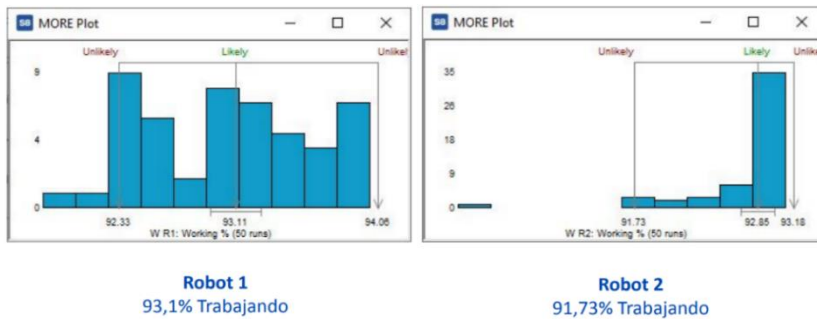 S8 MORE Plot
Unlikely Likely Unlikel
9
4
0
92.33 93.11 94.06
W R1: Working % (50 runs)
S8 MORE Plot
Unlikely Likely Unlike
35
26
18
9
0
91.73 92.85 93.18
W R2: Working % (50 runs)
Robot 1
93,1% Trabajando
Robot 2
91,73% Trabajando